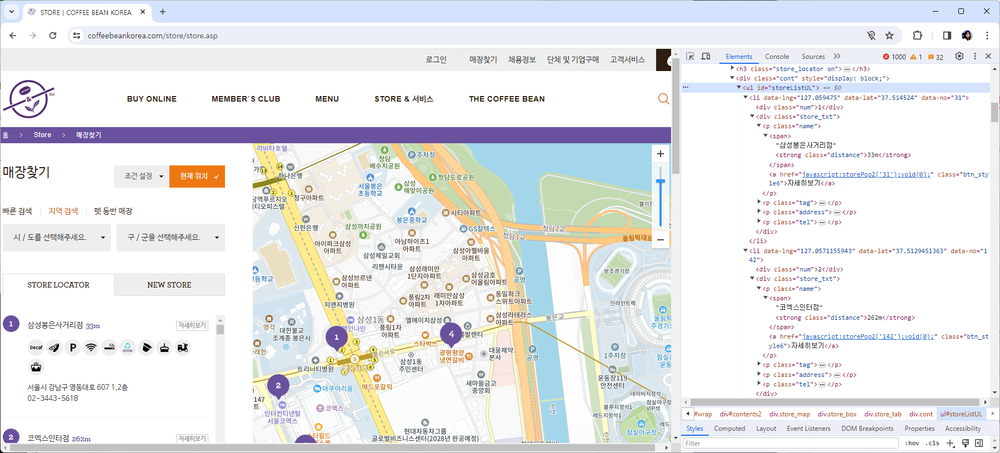 STORE | COFFEE BEAN KOREA
coffeebeankorea.com/store/store.asp
로그인 매장찾기 채용정보 단체 및 기업구매 고객서비스
& TM
BUY ONLINE MEMBER`S CLUB MENU STORE & 서비스 THE COFFEE BEAN
홈 > Store > 매장찾기
매장찾기
조건 설정 현재 위치
빠른 검색 지역 검색 펫 동반 매장
시 / 도를 선택해주세요. 구 / 군을 선택해주세요.
STORE LOCATOR NEW STORE
1 삼성봉은사거리점 33m 자세히보기
Decaf P
서울시 강남구 영동대로 607 1,2층
02-3443-5618
2 코엑스인터점 262m 자세히보기
라비타호텔
주차장
청담
배수지공원
13 14
하나은행
청담도로공원
서울봉은
초등학교
삼성
해맞이공원
2 1
청구아파트
담역푸르지오
티오피스텔
헬기장
시티아파트
봉은중학교
신한은행
삼성까치공원
GS칼텍스
청담2교
청담1교
올림픽대로
아이파크삼성
아파트
아남하이츠1
아파트
삼성제일교회
삼성아펠바움
아파트
리젠시타운
삼성래미안
1단지아파트
보조경기장
고등학교
삼성브르넨
아파트
삼성금호
어울림아파트
공영
지앤지병원
풍림2차
아파트
래미안삼성
1차아파트
동일파크
스위트아파트
인라인트랙
올림픽
주경기장
삼성1동
엘에이치삼성
삼성라테라스
아파트
봉은교
영각
대한불교
조계종 봉은사
풍림1차
아파트
1 4
스타벅스
광평평양
냉면갈비
대웅제약
본사
공영
1주차장
잠실
트리니티병원
봉은사역
삼성1동
주민센터
9
매드포갈릭
새마을금고
중앙회
운동장119
안전센터
2
아쿠아리움
네이비지정석
인터컨티넨탈
서울코엑스
코엑스
블루지정석
레드지정석1
잠실야구장
VIP석
레드지정석
탄천
스타필드
현대자동차그룹
글로벌비즈니스센터(2028년 완공예정)
잠실야구장
탄천
Elements Console Sources 1000 1 32
<h3 class="store_locator on">…</h3>
<div class="cont" style="display: block;">
<ul id="storeListUL"> == $0
<li data-lng="127.059475" data-lat="37.514524" data-no="31">
<div class="num">1</div>
<div class="store_txt">
<p class="name">
<span>
"삼성봉은사거리점"
<strong class="distance">33m</strong>
</span>
<a href="javascript:storePop2('31');void(0);" class="btn_st
yle6">자세히보기</a>
</p>
<p class="tag">…</p>
<p class="address">…</p>
<p class="tel">…</p>
</div>
</li>
<li data-lng="127.0571155943" data-lat="37.5129451363" data-no="1
42">
<div class="num">2</div>
<div class="store_txt">
<p class="name">
<span>
"코엑스인터점"
<strong class="distance">262m</strong>
</span>
<a href="javascript:storePop2('142');void(0);" class="btn_st
yle6">자세히보기</a>
</p>
<p class="tag">…</p>
<p class="address">…</p>
<p class="tel">…</p>
</div>
#wrap div#contents2 div.store_map div.store_box div.store_tab div.cont ul#storeListUL
Styles Computed Layout Event Listeners DOM Breakpoints Properties Accessibility
Filter :hov .cls